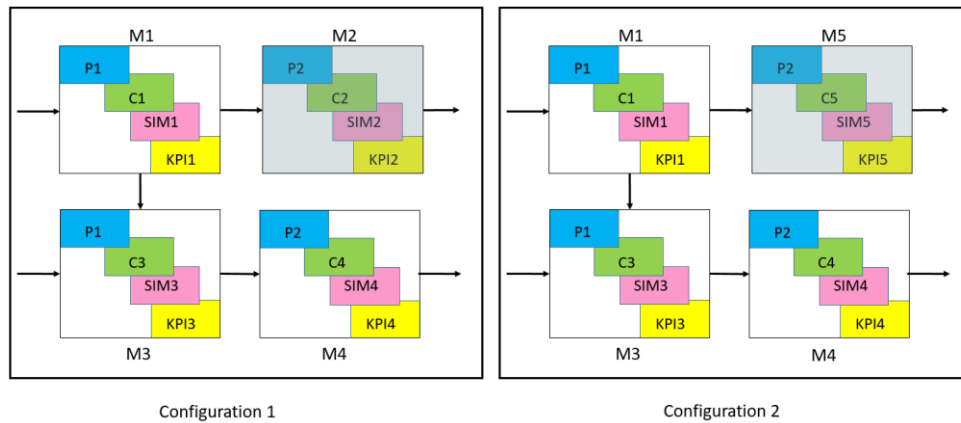 M1
M2
P1
C1
SIM1
KPI1
P2
C2
SIM2
KPI2
P1
C3
SIM3
KPI3
P2
C4
SIM4
KPI4
M3
M4
Configuration 1
M1
M5
P1
C1
SIM1
KPI1
P2
C5
SIM5
KPI5
P1
C3
SIM3
KPI3
P2
C4
SIM4
KPI4
M3
M4
Configuration 2